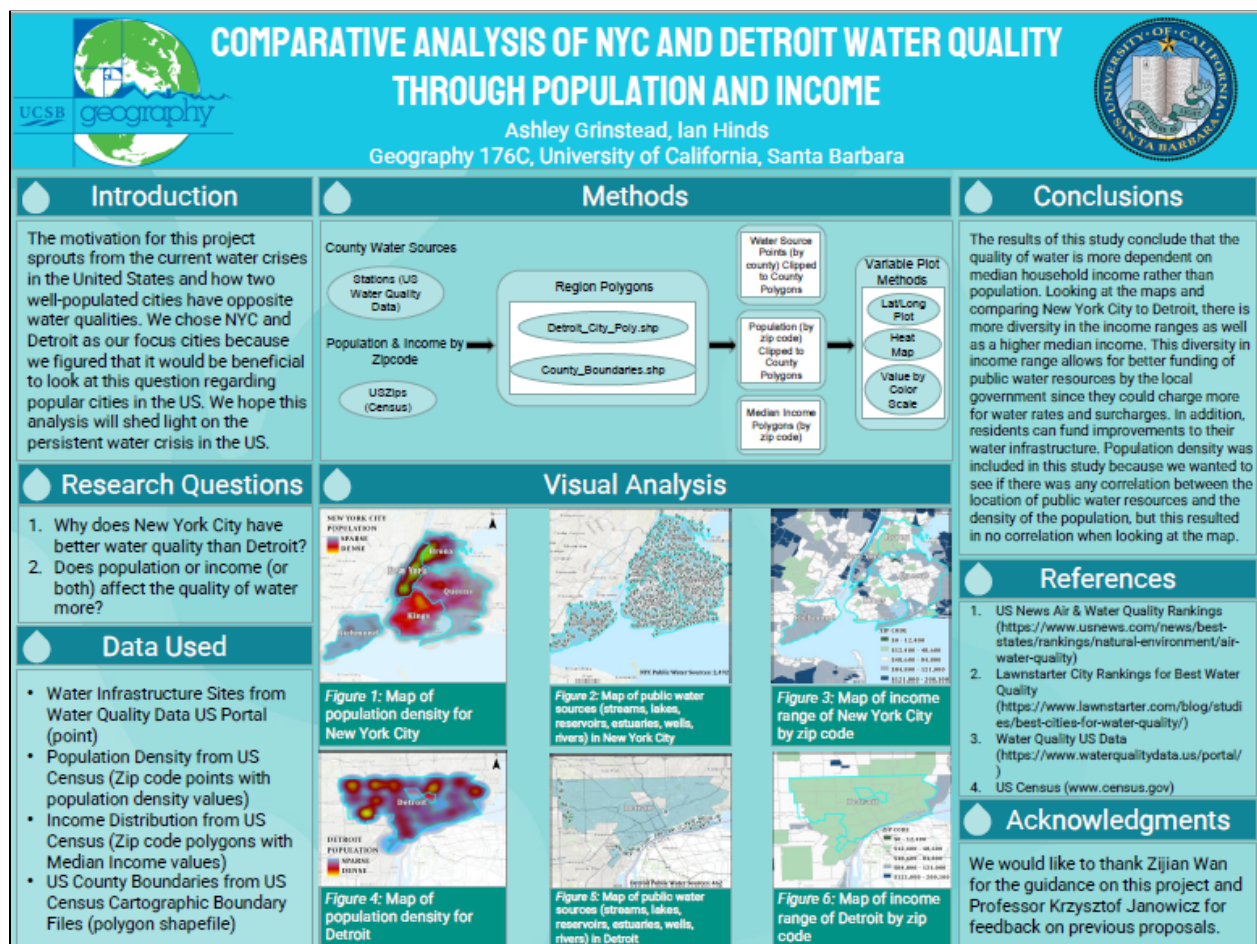 COMPARATIVE ANALYSIS OF NYC AND DETROIT WATER QUALITY
THROUGH POPULATION AND INCOME
Ashley Grinstead, Ian Hinds
Geography 176C, University of California, Santa Barbara
UCSB
geography
UNIVERSITY·OF·CALIFORNIA
SANTA BARBARA
Introduction
The motivation for this project
sprouts from the current water crises
in the United States and how two
well-populated cities have opposite
water qualities. We chose NYC and
Detroit as our focus cities because
we figured that it would be beneficial
to look at this question regarding
popular cities in the US. We hope this
analysis will shed light on the
persistent water crisis in the US.
Research Questions
1. Why does New York City have
better water quality than Detroit?
2. Does population or income (or
both) affect the quality of water
more?
Data Used
• Water Infrastructure Sites from
Water Quality Data US Portal
(point)
• Population Density from US
Census (Zip code points with
population density values)
• Income Distribution from US
Census (Zip code polygons with
Median Income values)
• US County Boundaries from US
Census Cartographic Boundary
Files (polygon shapefile)
Methods
County Water Sources
Stations (US
Water Quality
Data)
Population & Income by
Zipcode
USZips
(Census)
Region Polygons
Detroit_City_Poly.shp
County_Boundaries.shp
Water Source
Points (by
county) Clipped
to County
Polygons
Population (by
zip code)
Clipped to
County
Polygons
Median Income
Polygons (by
zip code)
Variable Plot
Methods
Lat/Long
Plot
Heat
Map
Value by
Color
Scale
Visual Analysis
NEW YORK CITY
POPULATION
SPARSE
DENSE
Bronx
New York
Queens
Kings
Richmond
Figure 1: Map of
population density for
New York City
Figure 2: Map of public water
sources (streams, lakes,
reservoirs, estuaries, wells,
rivers) in New York City
Figure 3: Map of income
range of New York City
by zip code
Detroit
DETROIT
POPULATION
SPARSE
DENSE
Figure 4: Map of
population density for
Detroit
Detroit
Detroit Public Water Sources: 462
Figure 5: Map of public water
sources (streams, lakes,
reservoirs, estuaries, wells,
rivers) in Detroit
Detroit
Figure 6: Map of income
range of Detroit by zip
code
Conclusions
The results of this study conclude that the
quality of water is more dependent on
median household income rather than
population. Looking at the maps and
comparing New York City to Detroit, there is
more diversity in the income ranges as well
as a higher median income. This diversity in
income range allows for better funding of
public water resources by the local
government since they could charge more
for water rates and surcharges. In addition,
residents can fund improvements to their
water infrastructure. Population density was
included in this study because we wanted to
see if there was any correlation between the
location of public water resources and the
density of the population, but this resulted
in no correlation when looking at the map.
References
1. US News Air & Water Quality Rankings
(https://www.usnews.com/news/best-
states/rankings/natural-environment/air-
water-quality)
2. Lawnstarter City Rankings for Best Water
Quality
(https://www.lawnstarter.com/blog/studi
es/best-cities-for-water-quality/)
3. Water Quality US Data
(https://www.waterqualitydata.us/portal/
)
4. US Census (www.census.gov)
Acknowledgments
We would like to thank Zijian Wan
for the guidance on this project and
Professor Krzysztof Janowicz for
feedback on previous proposals.